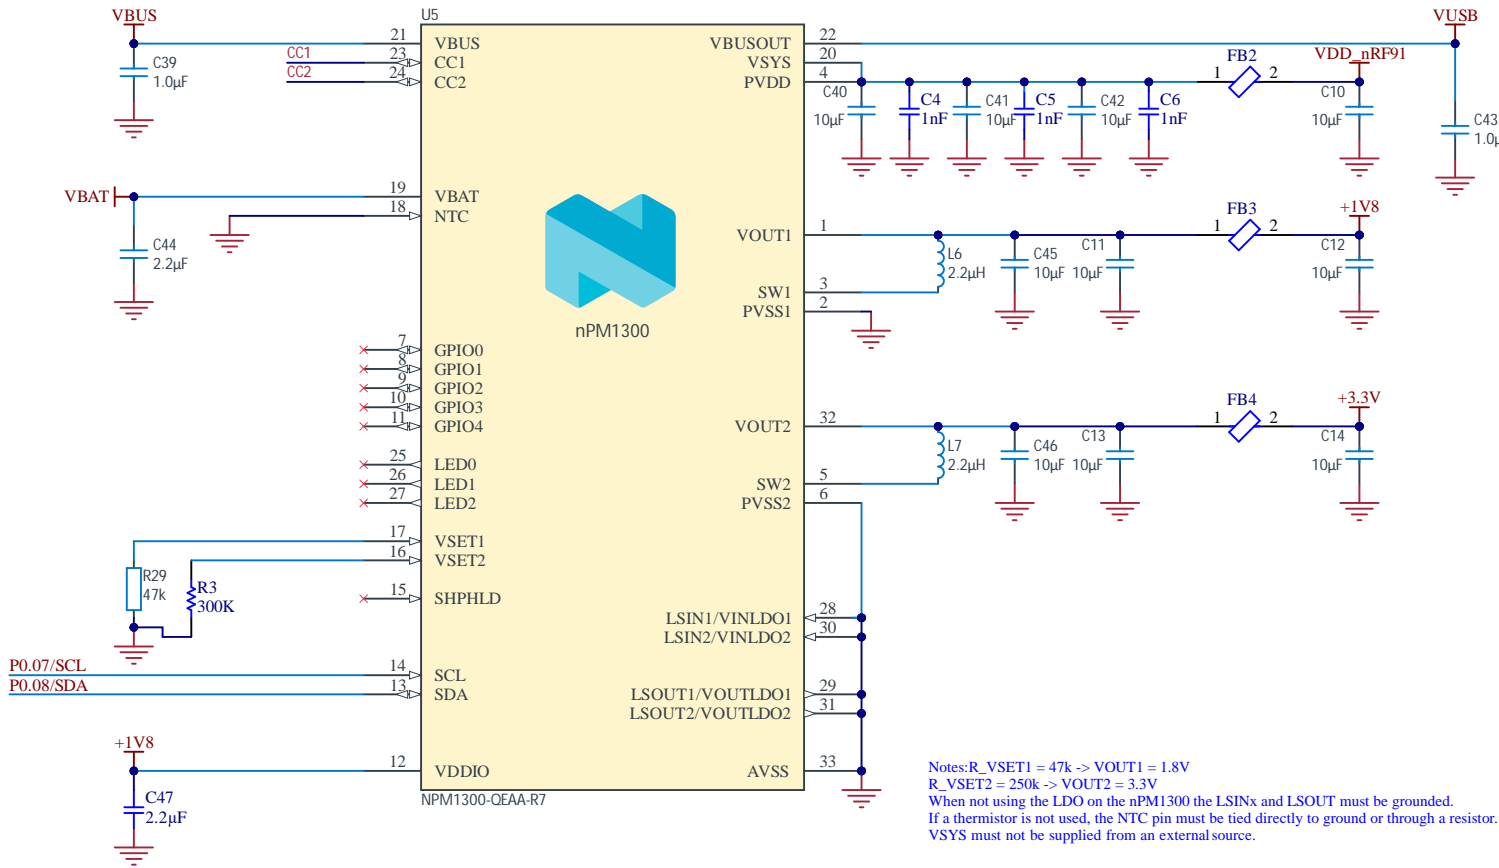 U5
VBUS
C39
1.0µF
CC1
CC2
21
23
24
VBUS
CC1
CC2
VBAT
C44
2.2µF
19
18
VBAT
NTC
7
8
9
10
11
GPIO0
GPIO1
GPIO2
GPIO3
GPIO4
25
26
27
LED0
LED1
LED2
17
16
VSET1
VSET2
R29
47k
R3
300K
15
SHPHLD
P0.07/SCL
P0.08/SDA
14
13
SCL
SDA
+1V8
C47
2.2µF
12
VDDIO
NPM1300-QEAA-R7
nPM1300
VBUSOUT
VSYS
PVDD
22
20
4
C40
10µF
C4
1nF
C41
10µF
C5
1nF
C42
10µF
C6
1nF
FB2
1
2
VDD_nRF91
C10
10µF
VUSB
C43
1.0µ
VOUT1
1
SW1
3
PVSS1
2
L6
2.2µH
C45
10µF
C11
10µF
FB3
1
2
+1V8
C12
10µF
VOUT2
32
SW2
5
PVSS2
6
L7
2.2µH
C46
10µF
C13
10µF
FB4
1
2
+3.3V
C14
10µF
LSIN1/VINLDO1
28
LSIN2/VINLDO2
30
LSOUT1/VOUTLDO1
29
LSOUT2/VOUTLDO2
31
AVSS
33
Notes:R_VSET1 = 47k -> VOUT1 = 1.8V
R_VSET2 = 250k -> VOUT2 = 3.3V
When not using the LDO on the nPM1300 the LSINx and LSOUT must be grounded.
If a thermistor is not used, the NTC pin must be tied directly to ground or through a resistor.
VSYS must not be supplied from an external source.